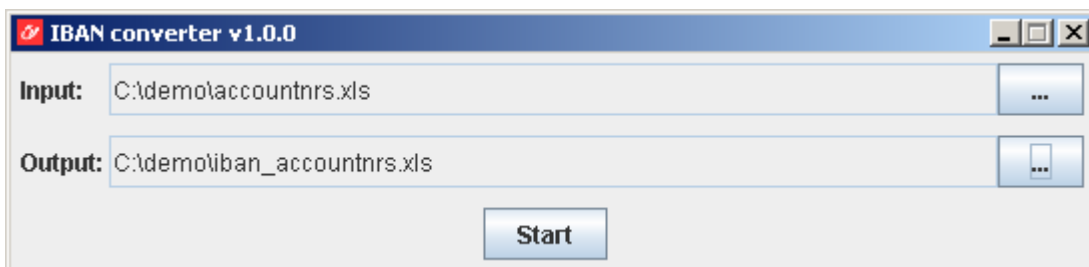 IBAN converter v1.0.0
Input: C:\demo\accountnrs.xls ...
Output: C:\demo\iban_accountnrs.xls ...
Start